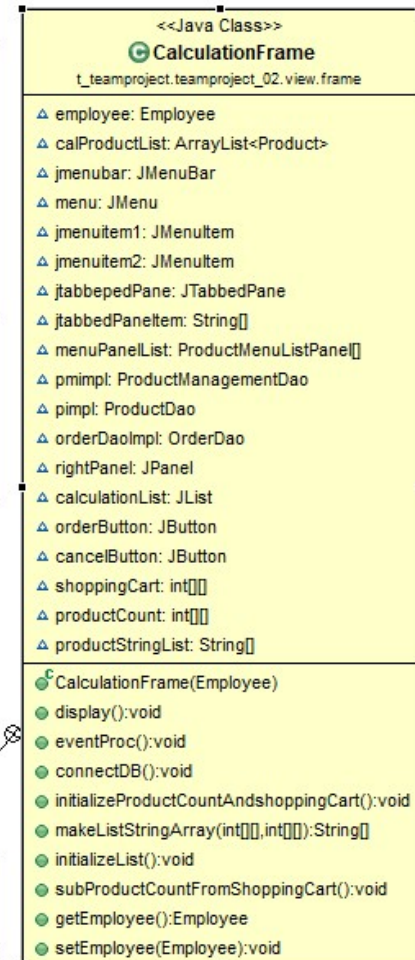 <<Java Class>>
CalculationFrame
t_teamproject.teamproject_02.view.frame
employee: Employee
calProductList: ArrayList<Product>
jmenubar: JMenuBar
menu: JMenu
jmenuitem1: JMenuItem
jmenuitem2: JMenuItem
jtabbepedPane: JTabbedPane
jtabbedPaneItem: String[]
menuPanelList: ProductMenuListPanel[]
pmimpl: ProductManagementDao
pimpl: ProductDao
orderDaoImpl: OrderDao
rightPanel: JPanel
calculationList: JList
orderButton: JButton
cancelButton: JButton
shoppingCart: int[][]
productCount: int[][]
productStringList: String[]
CalculationFrame(Employee)
display():void
eventProc():void
connectDB():void
initializeProductCountAndshoppingCart():void
makeListStringArray(int[][],int[][]):String[]
initializeList():void
subProductCountFromShoppingCart():void
getEmployee():Employee
setEmployee(Employee):void